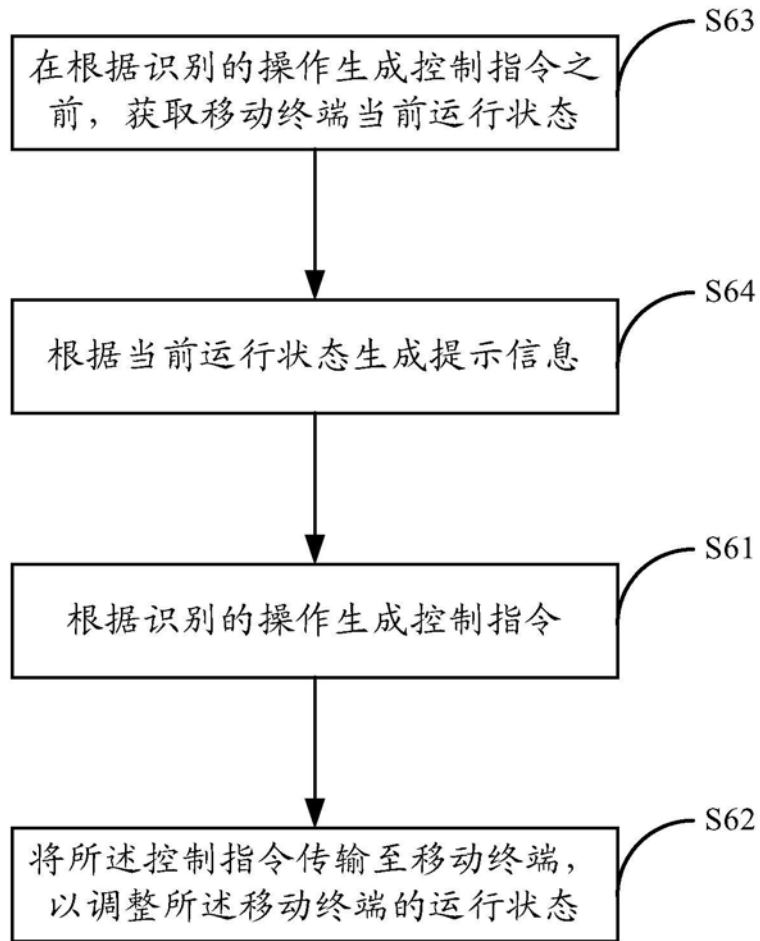 S63
在根据识别的操作生成控制指令之
前，获取移动终端当前运行状态
S64
根据当前运行状态生成提示信息
S61
根据识别的操作生成控制指令
S62
将所述控制指令传输至移动终端，
以调整所述移动终端的运行状态